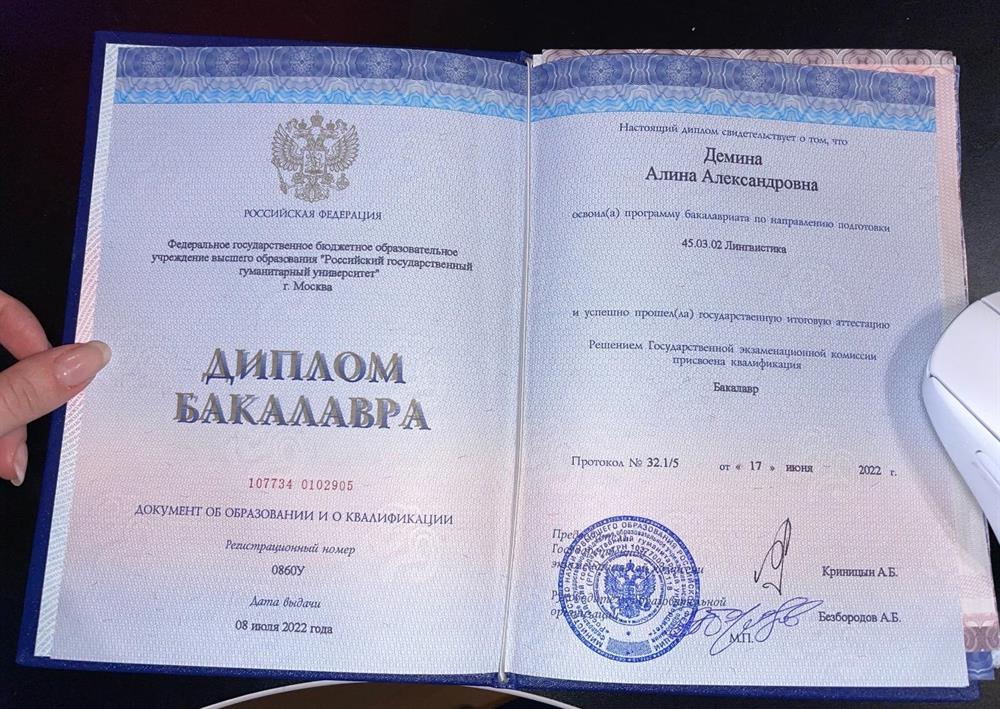 РОССИЙСКАЯ ФЕДЕРАЦИЯ
Федеральное государственное бюджетное образовательное
учреждение высшего образования "Российский государственный
гуманитарный университет"
г. Москва
ДИПЛОМ
БАКАЛАВРА
107734 0102905
ДОКУМЕНТ ОБ ОБРАЗОВАНИИ И О КВАЛИФИКАЦИИ
Регистрационный номер
0860У
Дата выдачи
08 июля 2022 года
Настоящий диплом свидетельствует о том, что
Демина
Алина Александровна
освоил(а) программу бакалавриата по направлению подготовки
45.03.02 Лингвистика
и успешно прошел(ла) государственную итоговую аттестацию
Решением Государственной экзаменационной комиссии
присвоена квалификация
Бакалавр
Протокол № 32.1/5 от « 17 » июня 2022 г.
Криницын А.Б.
образовательной
Безбородов А.Б.
М.П.